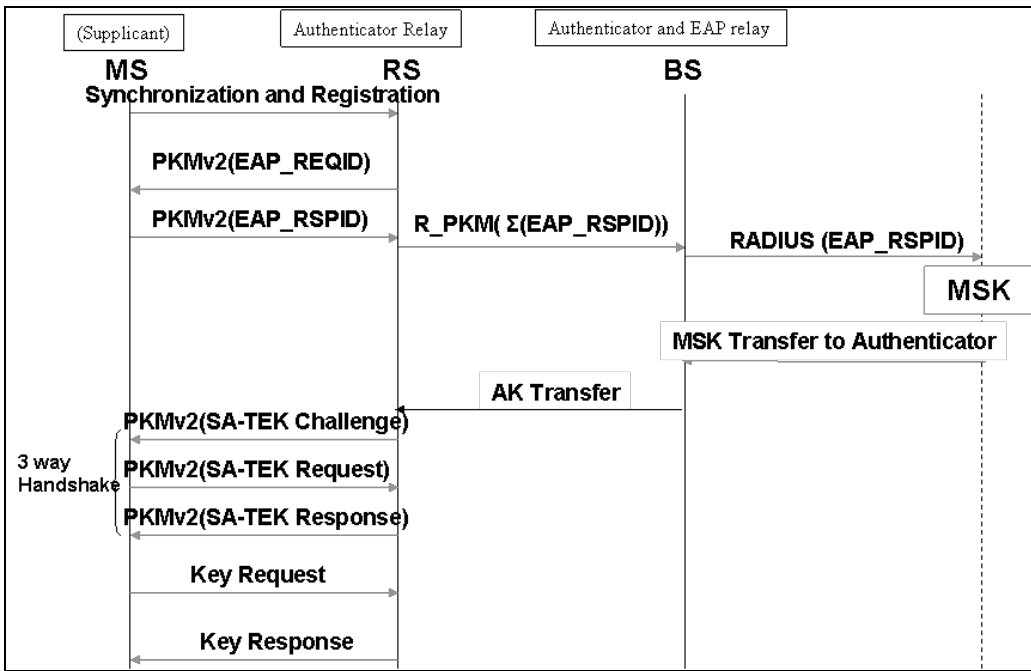 (Supplicant)
Authenticator Relay
Authenticator and EAP relay
MS
RS
BS
Synchronization and Registration
PKMv2(EAP_REQID)
PKMv2(EAP_RSPID)
R_PKM( Σ(EAP_RSPID))
RADIUS (EAP_RSPID)
MSK
MSK Transfer to Authenticator
AK Transfer
PKMv2(SA-TEK Challenge)
3 way
Handshake
PKMv2(SA-TEK Request)
PKMv2(SA-TEK Response)
Key Request
Key Response